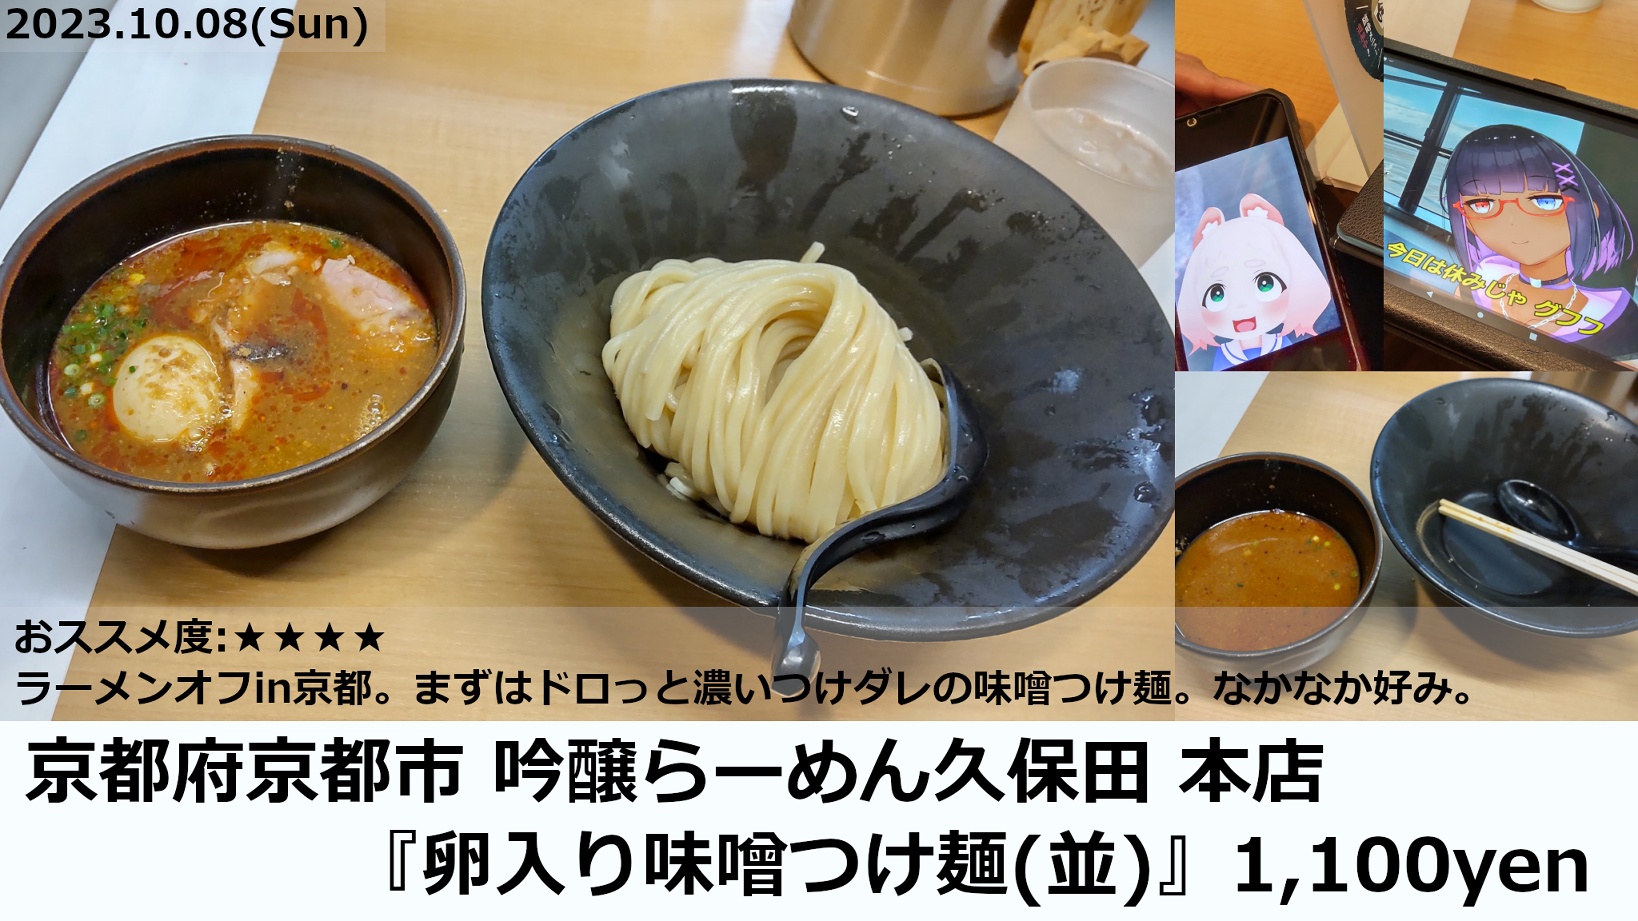 2023.10.08(Sun)
今日は休みじゃ グフフ
おススメ度:★★★★
ラーメンオフin京都。まずはドロっと濃いつけダレの味噌つけ麺。なかなか好み。
京都府京都市 吟醸らーめん久保田 本店
『卵入り味噌つけ麺(並)』1,100yen